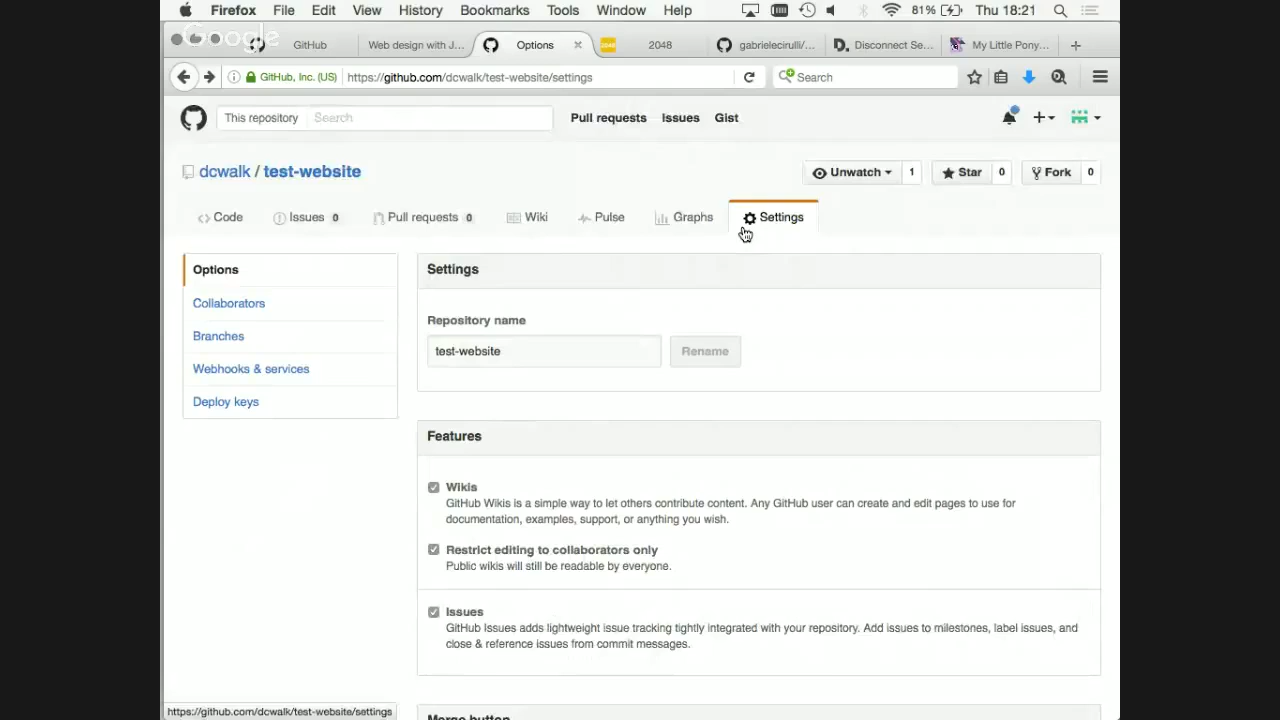 Firefox File Edit View History Bookmarks Tools Window Help 81% Thu 18:21
Google
GitHub Web design with J... Options 2048 2048 gabrielecirulli/... D. Disconnect Se... My Little Pony...
GitHub, Inc. (US) https://github.com/dcwalk/test-website/settings Search
This repository Search Pull requests Issues Gist
dcwalk / test-website Unwatch 1 Star 0 Fork 0
Code Issues 0 Pull requests 0 Wiki Pulse Graphs Settings
Options
Collaborators
Branches
Webhooks & services
Deploy keys
Settings
Repository name
test-website Rename
Features
Wikis
GitHub Wikis is a simple way to let others contribute content. Any GitHub user can create and edit pages to use for
documentation, examples, support, or anything you wish.
Restrict editing to collaborators only
Public wikis will still be readable by everyone.
Issues
GitHub Issues adds lightweight issue tracking tightly integrated with your repository. Add issues to milestones, label issues, and
close & reference issues from commit messages.
Merge button
https://github.com/dcwalk/test-website/settings